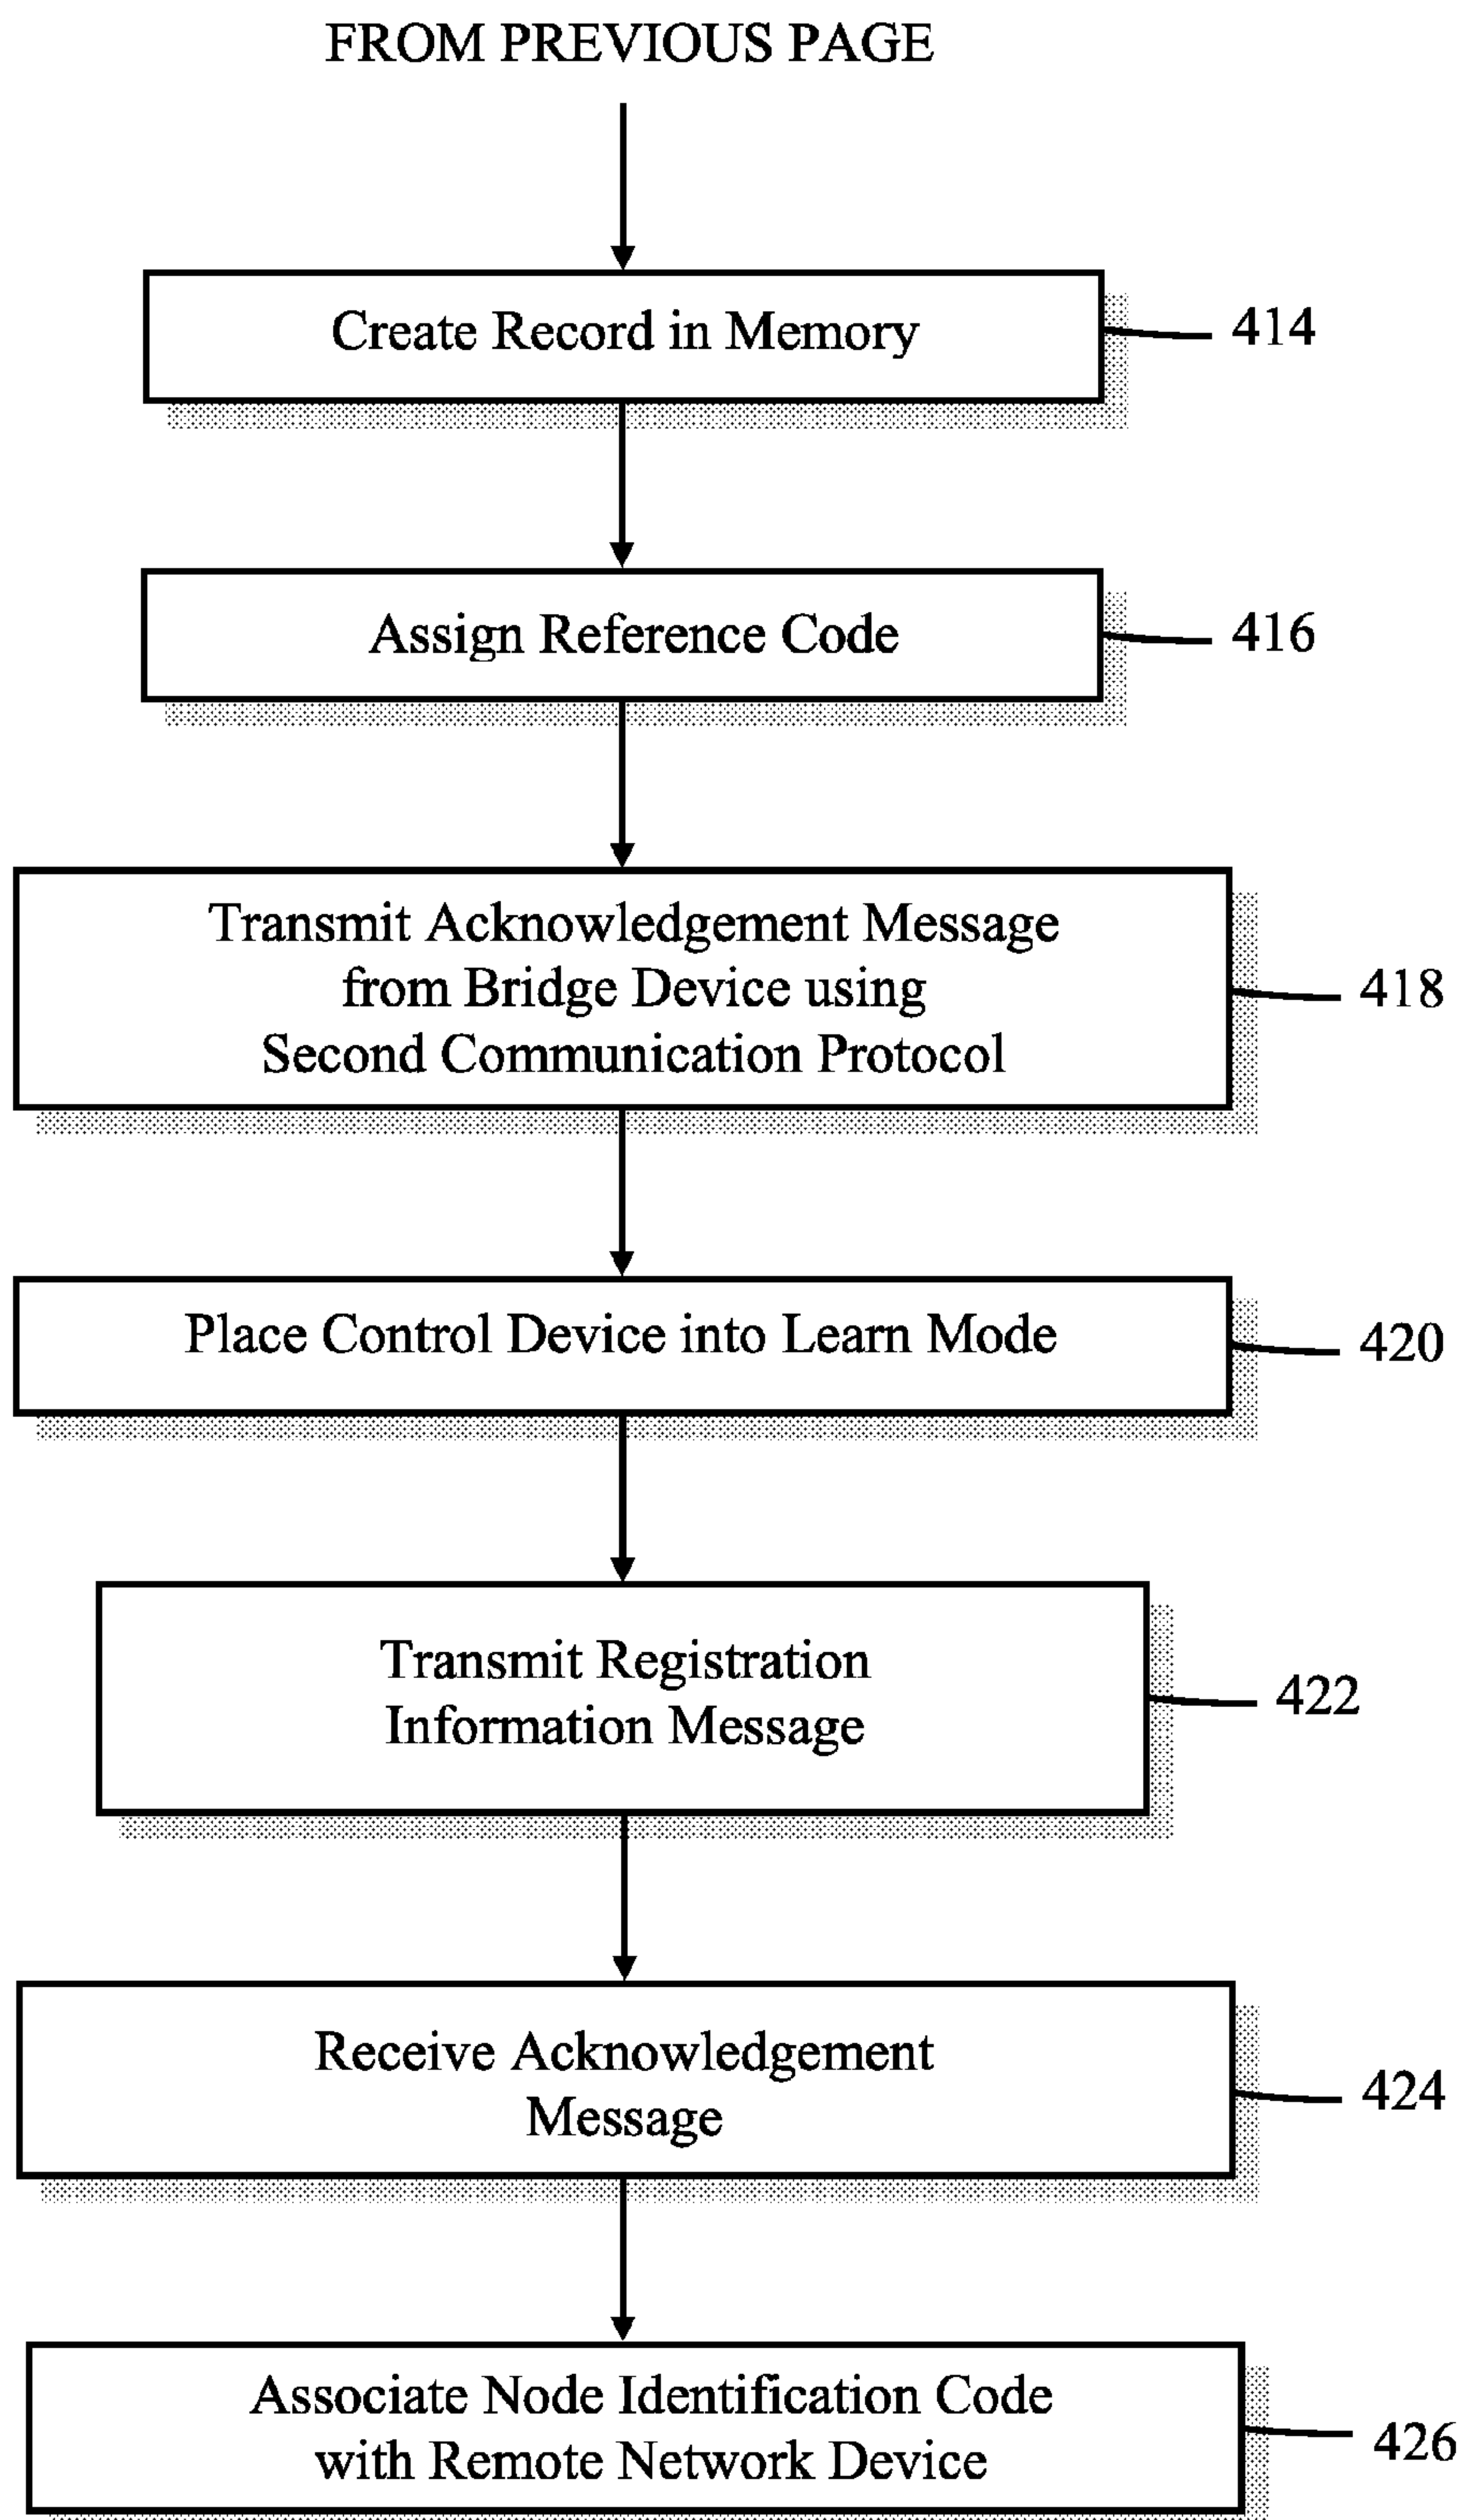 FROM PREVIOUS PAGE
Create Record in Memory
414
Assign Reference Code
416
Transmit Acknowledgement Message
from Bridge Device using
Second Communication Protocol
418
Place Control Device into Learn Mode
420
Transmit Registration
Information Message
422
Receive Acknowledgement
Message
424
Associate Node Identification Code
with Remote Network Device
426